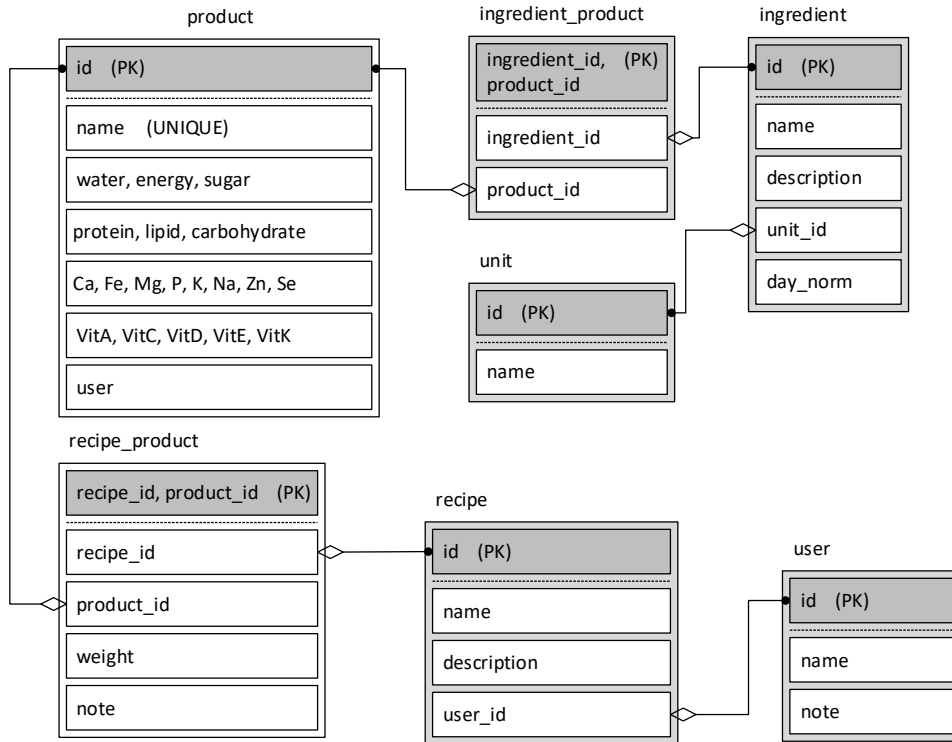 product
id (PK)
name (UNIQUE)
water, energy, sugar
protein, lipid, carbohydrate
Ca, Fe, Mg, P, K, Na, Zn, Se
VitA, VitC, VitD, VitE, VitK
user
ingredient_product
ingredient_id, (PK)
product_id
ingredient_id
product_id
ingredient
id (PK)
name
description
unit_id
day_norm
unit
id (PK)
name
recipe_product
recipe_id, product_id (PK)
recipe_id
product_id
weight
note
recipe
id (PK)
name
description
user_id
user
id (PK)
name
note